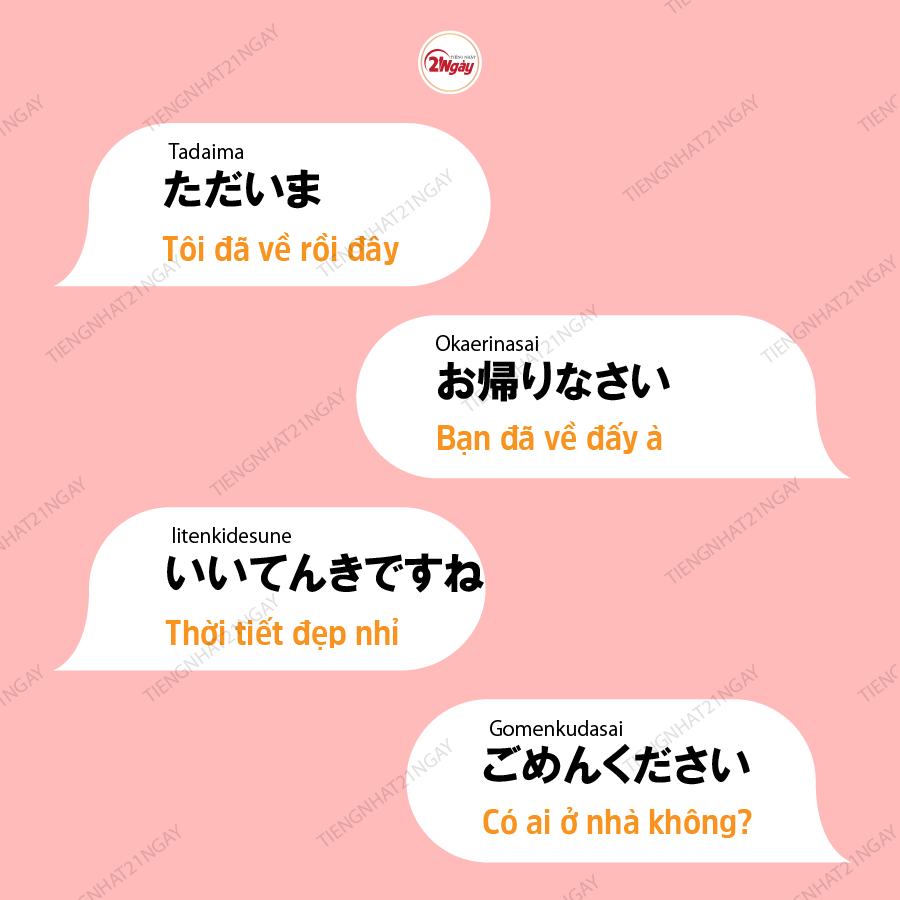 TIẾNG NHẬT
21Ngày
Tadaima
ただいま
Tôi đã về rồi đây
Okaerinasai
お帰りなさい
Bạn đã về đấy à
Iitenkidesune
いいてんきですね
Thời tiết đẹp nhỉ
Gomenkudasai
ごめんください
Có ai ở nhà không?
TIENGNHAT21NGAY